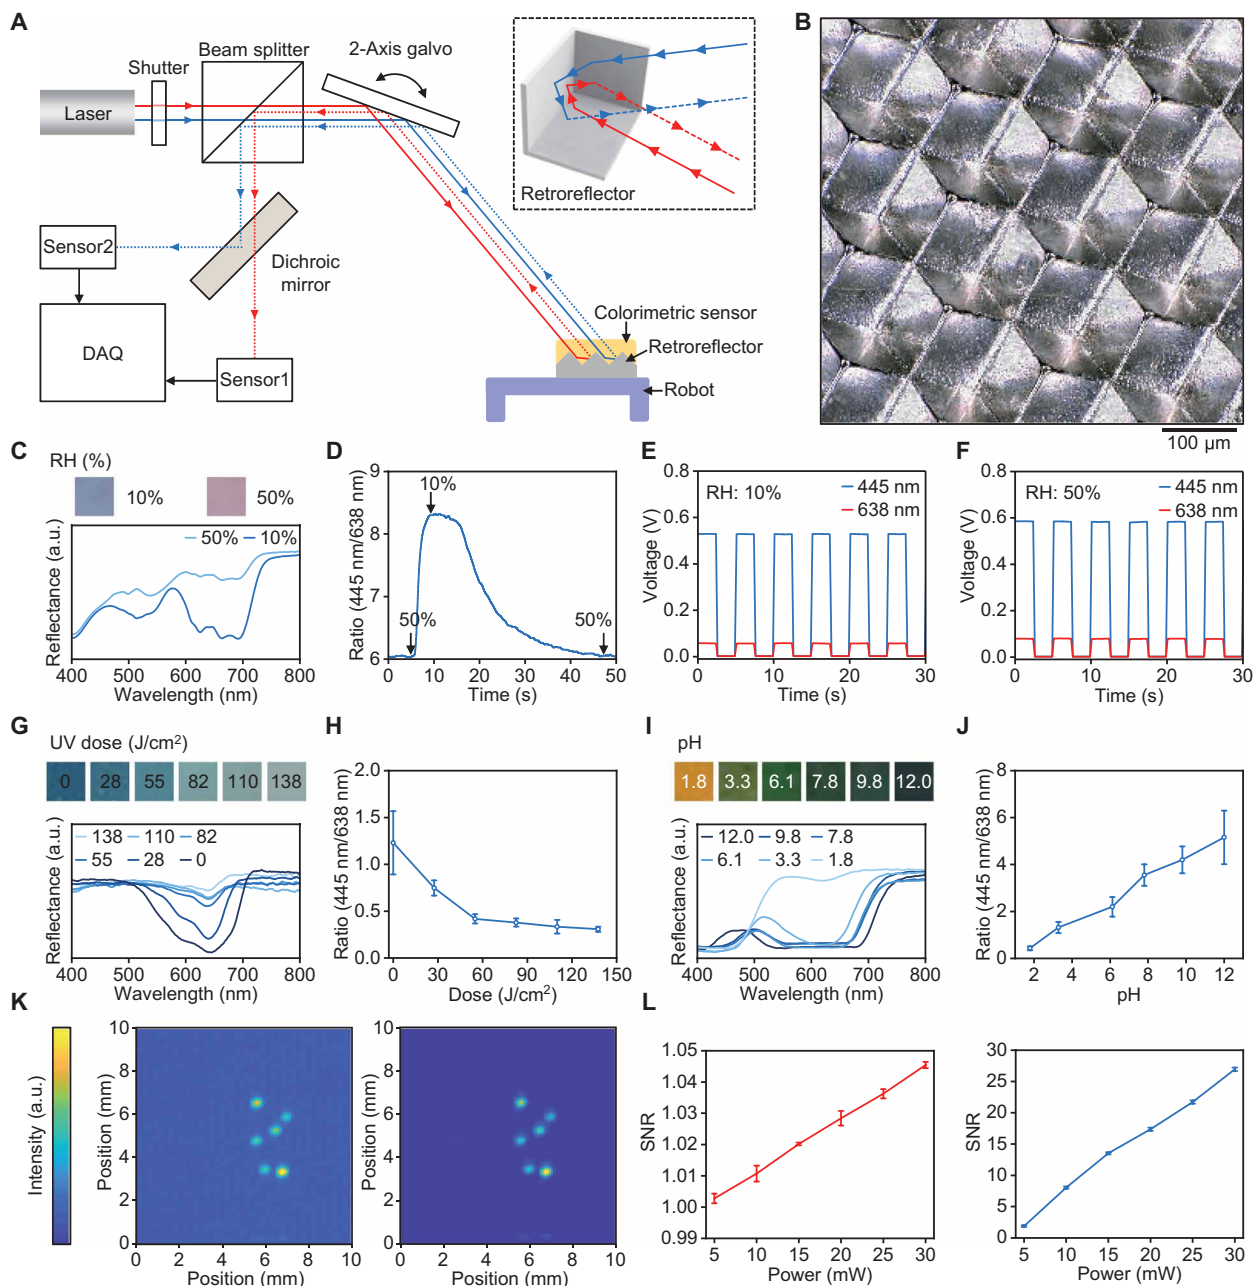 A
Beam splitter
2-Axis galvo
Shutter
Laser
Retroreflector
Sensor2
Dichroic
mirror
DAQ
Sensor1
Colorimetric sensor
Retroreflector
Robot
B
100 µm
C
RH (%)
10%
50%
50% 10%
Reflectance (a.u.)
400 500 600 700 800
Wavelength (nm)
D
Ratio (445 nm/638 nm)
9
8
7
6
10%
50%
50%
0 10 20 30 40 50
Time (s)
E
RH: 10%
445 nm
638 nm
Voltage (V)
0.8
0.6
0.4
0.2
0.0
0 10 20 30
Time (s)
F
RH: 50%
445 nm
638 nm
Voltage (V)
0.8
0.6
0.4
0.2
0.0
0 10 20 30
Time (s)
G
UV dose (J/cm²)
0 28 55 82 110 138
138 110 82
55 28 0
Reflectance (a.u.)
400 500 600 700 800
Wavelength (nm)
H
Ratio (445 nm/638 nm)
2.0
1.5
1.0
0.5
0.0
0 30 60 90 120 150
Dose (J/cm²)
I
pH
1.8 3.3 6.1 7.8 9.8 12.0
12.0 9.8 7.8
6.1 3.3 1.8
Reflectance (a.u.)
400 500 600 700 800
Wavelength (nm)
J
Ratio (445 nm/638 nm)
8
6
4
2
0
2 4 6 8 10 12
pH
K
Intensity (a.u.)
Position (mm)
10
8
6
4
2
0
0 2 4 6 8 10
Position (mm)
Position (mm)
10
8
6
4
2
0
0 2 4 6 8 10
Position (mm)
L
SNR
1.05
1.04
1.03
1.02
1.01
1.00
0.99
5 10 15 20 25 30
Power (mW)
SNR
30
25
20
15
10
5
0
5 10 15 20 25 30
Power (mW)